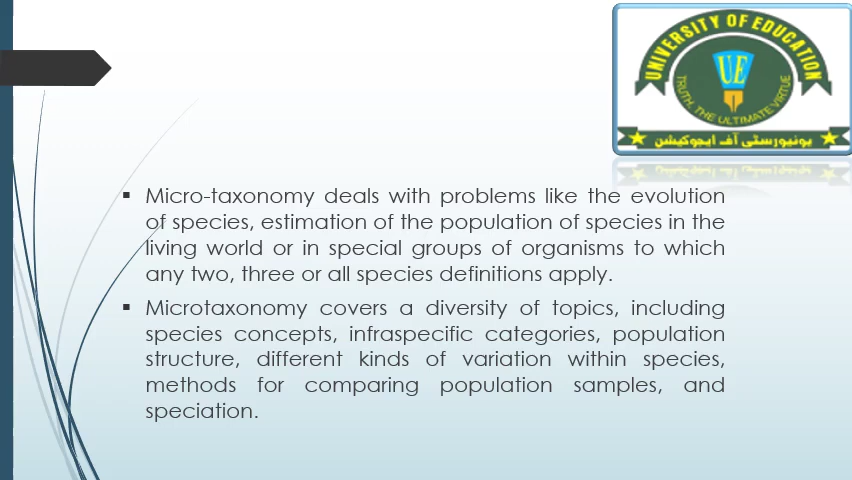 UNIVERSITY OF EDUCATION
UE
TRUTH, THE ULTIMATE VIRTUE
یونیورسٹی آف ایجوکیشن
▪ Micro-taxonomy deals with problems like the evolution
of species, estimation of the population of species in the
living world or in special groups of organisms to which
any two, three or all species definitions apply.
▪ Microtaxonomy covers a diversity of topics, including
species concepts, infraspecific categories, population
structure, different kinds of variation within species,
methods for comparing population samples, and
speciation.